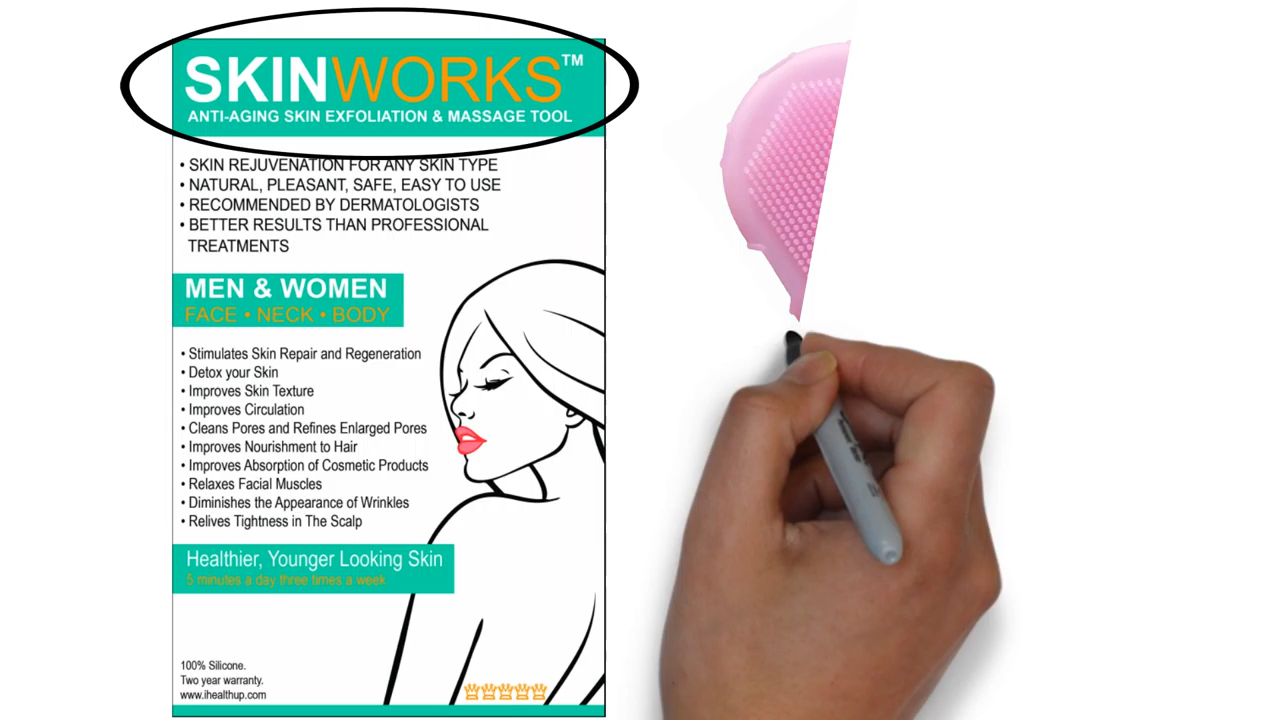 SKINWORKS™
ANTI-AGING SKIN EXFOLIATION & MASSAGE TOOL
• SKIN REJUVENATION FOR ANY SKIN TYPE
• NATURAL, PLEASANT, SAFE, EASY TO USE
• RECOMMENDED BY DERMATOLOGISTS
• BETTER RESULTS THAN PROFESSIONAL
TREATMENTS
MEN & WOMEN
FACE • NECK • BODY
• Stimulates Skin Repair and Regeneration
• Detox your Skin
• Improves Skin Texture
• Improves Circulation
• Cleans Pores and Refines Enlarged Pores
• Improves Nourishment to Hair
• Improves Absorption of Cosmetic Products
• Relaxes Facial Muscles
• Diminishes the Appearance of Wrinkles
• Relives Tightness in The Scalp
Healthier, Younger Looking Skin
5 minutes a day three times a week
100% Silicone.
Two year warranty.
www.ihealthup.com